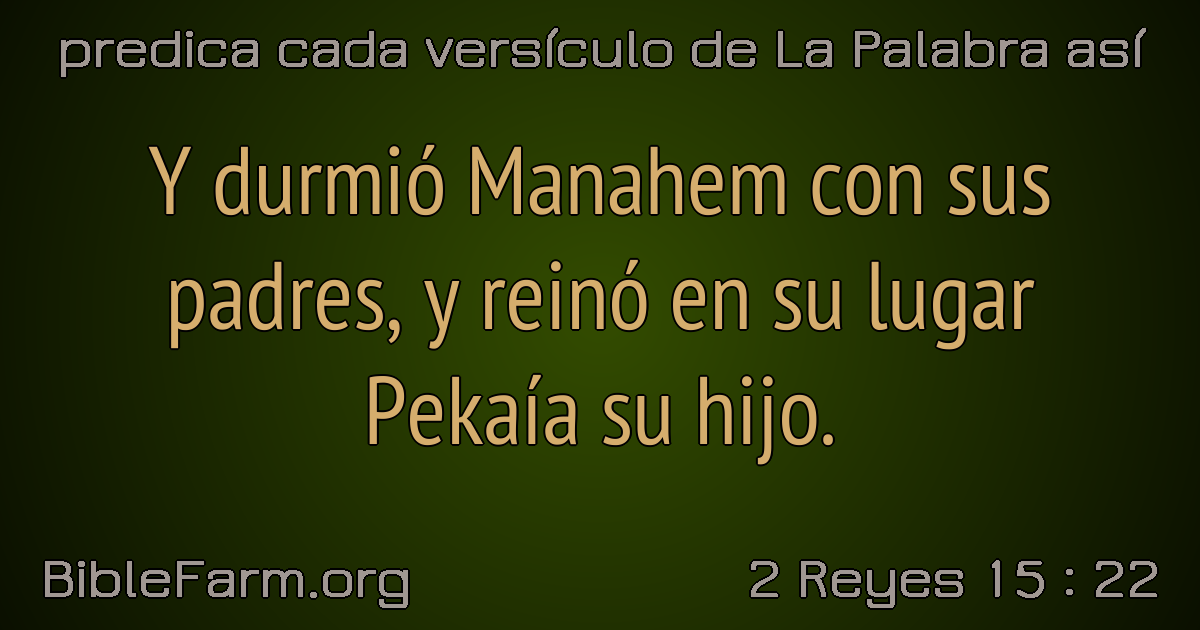 predica cada versículo de La Palabra así
Y durmió Manahem con sus
padres, y reinó en su lugar
Pekaía su hijo.
BibleFarm.org
2 Reyes 15 : 22